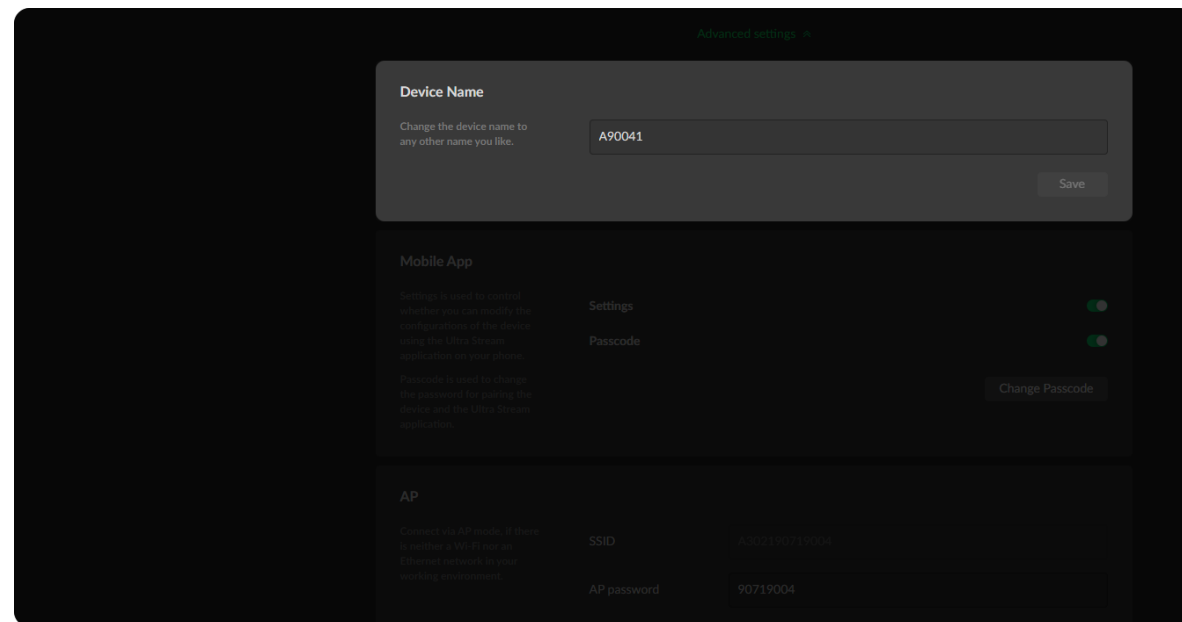 Advanced settings
Device Name
Change the device name to
any other name you like.
A90041
Save
Mobile App
Settings is used to control
whether you can modify the
configurations of the device
using the Ultra Stream
application on your phone.
Settings
Passcode
Passcode is used to change
the password for pairing the
device and the Ultra Stream
application
Change Passcode
AP
Connect via AP mode, if there
is neither a Wi-Fi nor an
Ethernet network in your
working environment.
SSID
A302190719004
AP password
90719004